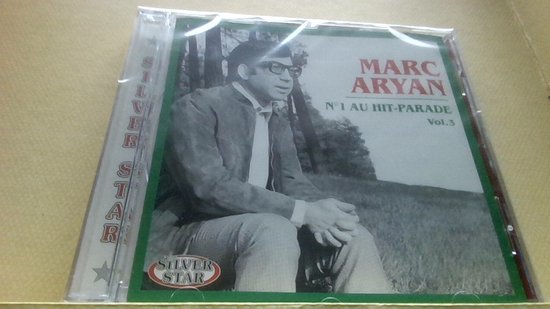 MARC
ARYAN
N°1 AU HIT-PARADE
Vol. 3
SILVER
STAR
SILVER STAR